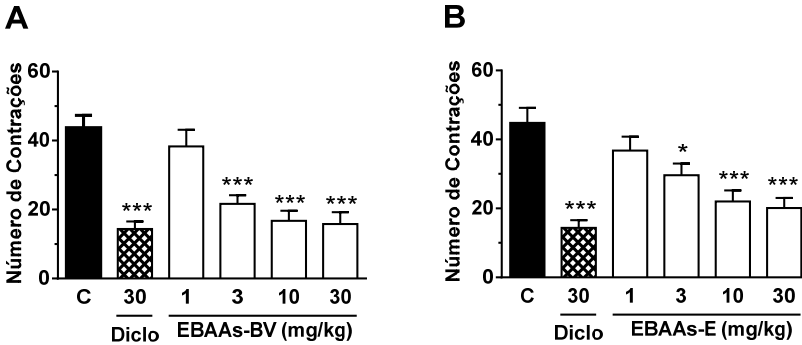 A
Número de Contrações
60
40
20
0
***
***
***
***
C
30
1
3
10
30
Diclo
EBAAs-BV (mg/kg)
B
Número de Contrações
60
40
20
0
***
*
***
***
C
30
1
3
10
30
Diclo
EBAAs-E (mg/kg)